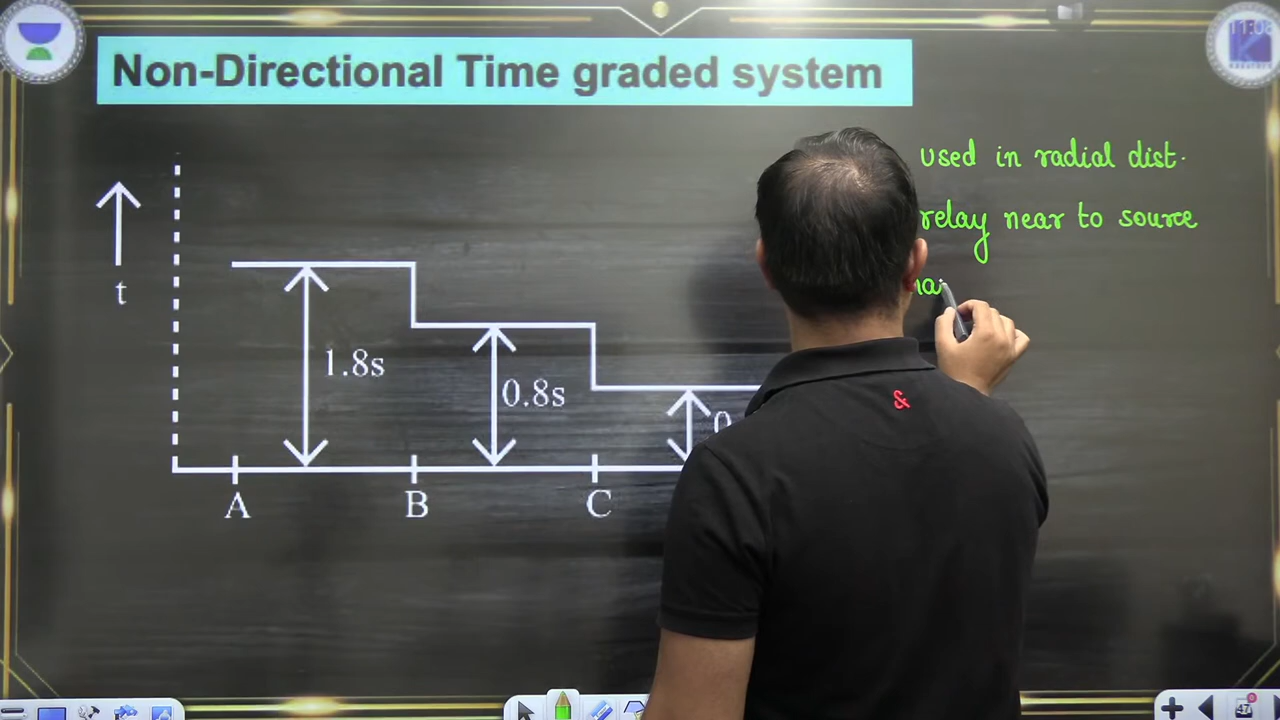 Non-Directional Time graded system
used in radial dist.
relay near to source
t
1.8s
0.8s
A
B
C
&